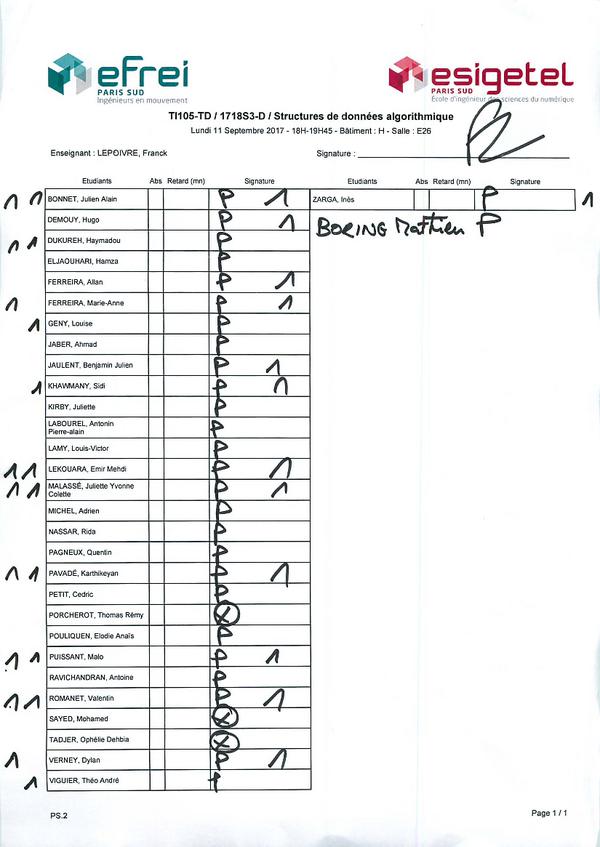 efrei
PARIS SUD
Ingénieurs en mouvement
esigetel
PARIS SUD
École d'ingénieur des sciences du numérique
TI105-TD / 1718S3-D / Structures de données algorithmique
Lundi 11 Septembre 2017 - 18H-19H45 - Bâtiment : H - Salle : E26
Enseignant : LEPOIVRE, Franck
Signature :
Etudiants Abs Retard (mn) Signature
1 1 BONNET, Julien Alain P 1
DEMOUY, Hugo P 1
1 1 DUKUREH, Haymadou P
ELJAOUHARI, Hamza P
FERREIRA, Allan P 1
1 FERREIRA, Marie-Anne P 1
1 GENY, Louise P
JABER, Ahmad P
JAULENT, Benjamin Julien P 1
1 KHAWMANY, Sidi P 1
KIRBY, Juliette P
LABOUREL, Antonin
Pierre-alain P
LAMY, Louis-Victor P
1 1 LEKOUARA, Emir Mehdi P 1
1 1 MALASSÉ, Juliette Yvonne
Colette P 1
MICHEL, Adrien P
NASSAR, Rida P
PAGNEUX, Quentin P
1 1 PAVADÉ, Karthikeyan P 1
PETIT, Cedric P
PORCHEROT, Thomas Rémy X
POULIQUEN, Elodie Anaïs P
1 1 PUISSANT, Malo P 1
RAVICHANDRAN, Antoine P
1 1 ROMANET, Valentin P 1
SAYED, Mohamed X
TADJER, Ophélie Dehbia X
1 VERNEY, Dylan P 1
1 VIGUIER, Théo André P
Etudiants Abs Retard (mn) Signature
ZARGA, Inès P 1
BORING Mathieu P
PS.2
Page 1 / 1